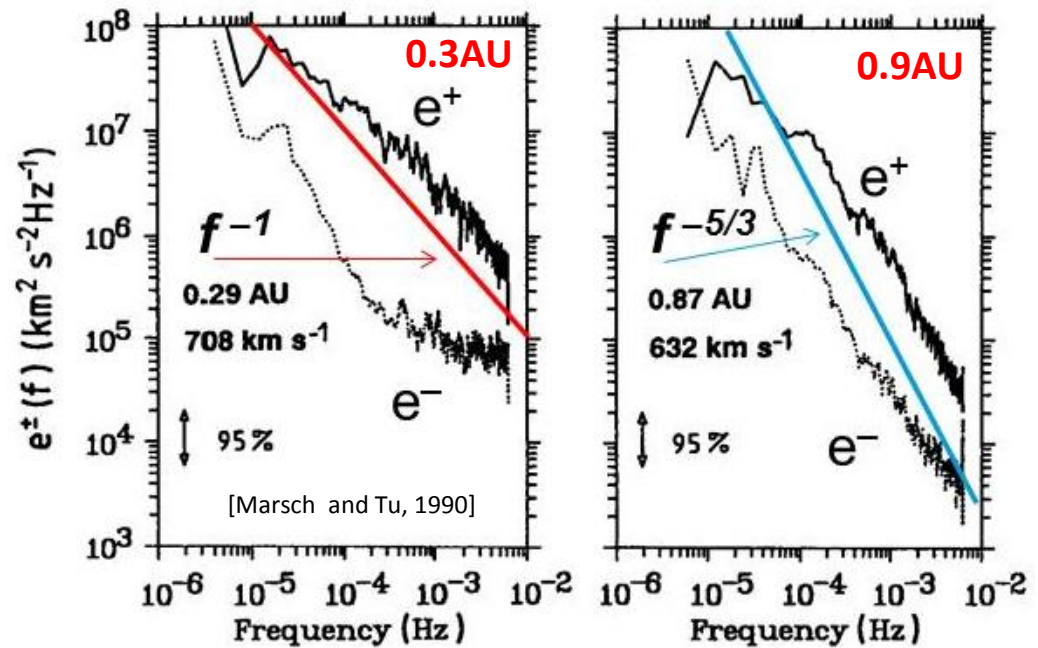 e± (f) (km² s⁻² Hz⁻¹)
10⁸
10⁷
10⁶
10⁵
10⁴
10³
0.3AU
e⁺
f −1
0.29 AU
708 km s⁻¹
e⁻
95%
[Marsch and Tu, 1990]
10⁻⁶ 10⁻⁵ 10⁻⁴ 10⁻³ 10⁻²
Frequency (Hz)
0.9AU
e⁺
f −5/3
0.87 AU
632 km s⁻¹
e⁻
95%
10⁻⁶ 10⁻⁵ 10⁻⁴ 10⁻³ 10⁻²
Frequency (Hz)